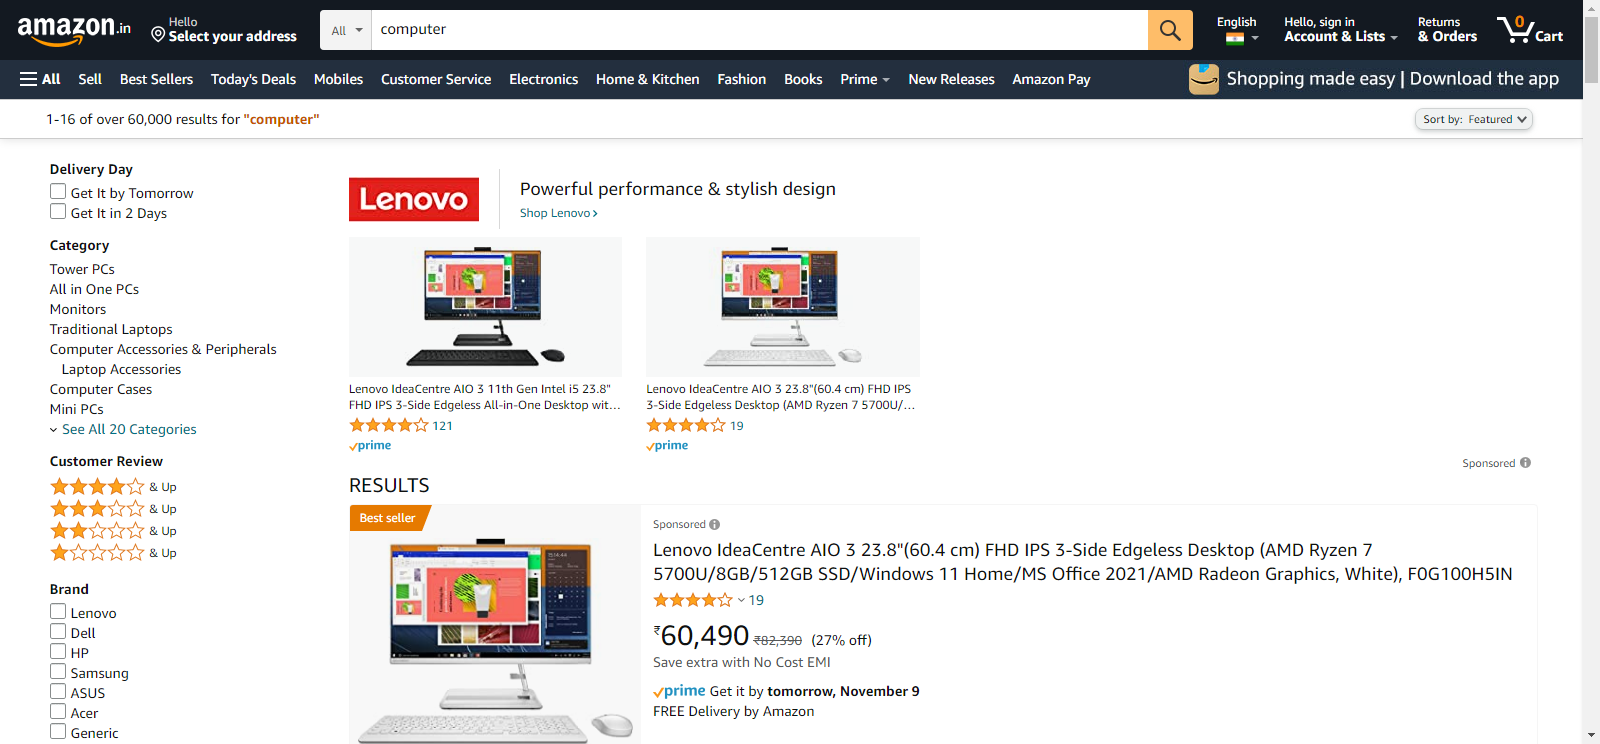 amazon.in
Hello
Select your address
All
computer
English
Hello, sign in
Account & Lists
Returns
& Orders
0
Cart
All
Sell
Best Sellers
Today's Deals
Mobiles
Customer Service
Electronics
Home & Kitchen
Fashion
Books
Prime
New Releases
Amazon Pay
Shopping made easy | Download the app
1-16 of over 60,000 results for "computer"
Sort by: Featured
Delivery Day
Get It by Tomorrow
Get It in 2 Days
Category
Tower PCs
All in One PCs
Monitors
Traditional Laptops
Computer Accessories & Peripherals
Laptop Accessories
Computer Cases
Mini PCs
See All 20 Categories
Customer Review
& Up
& Up
& Up
& Up
Brand
Lenovo
Dell
HP
Samsung
ASUS
Acer
Generic
Lenovo
Powerful performance & stylish design
Shop Lenovo
Lenovo IdeaCentre AIO 3 11th Gen Intel i5 23.8"
FHD IPS 3-Side Edgeless All-in-One Desktop wit...
121
prime
Lenovo IdeaCentre AIO 3 23.8"(60.4 cm) FHD IPS
3-Side Edgeless Desktop (AMD Ryzen 7 5700U/...
19
prime
Sponsored
RESULTS
Best seller
Sponsored
Lenovo IdeaCentre AIO 3 23.8"(60.4 cm) FHD IPS 3-Side Edgeless Desktop (AMD Ryzen 7
5700U/8GB/512GB SSD/Windows 11 Home/MS Office 2021/AMD Radeon Graphics, White), F0G100H5IN
19
₹60,490 ₹82,390 (27% off)
Save extra with No Cost EMI
prime Get it by tomorrow, November 9
FREE Delivery by Amazon